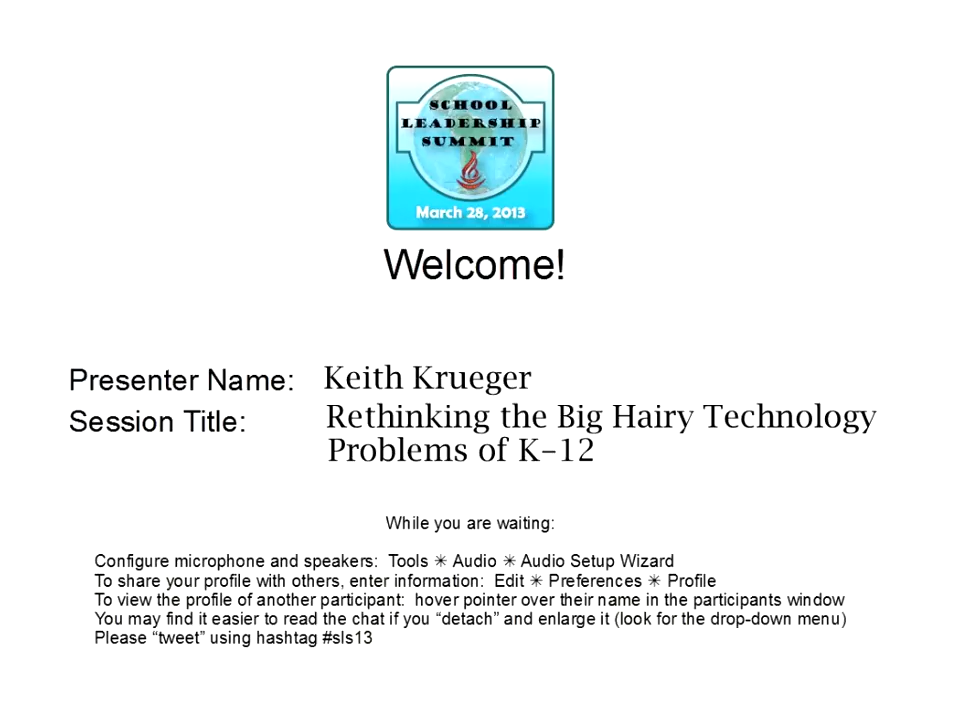 SCHOOL
LEADERSHIP
SUMMIT
March 28, 2013
Welcome!
Presenter Name: Keith Krueger
Session Title: Rethinking the Big Hairy Technology
Problems of K-12
While you are waiting:
Configure microphone and speakers: Tools ✴ Audio ✴ Audio Setup Wizard
To share your profile with others, enter information: Edit ✴ Preferences ✴ Profile
To view the profile of another participant: hover pointer over their name in the participants window
You may find it easier to read the chat if you “detach” and enlarge it (look for the drop-down menu)
Please “tweet” using hashtag #sls13